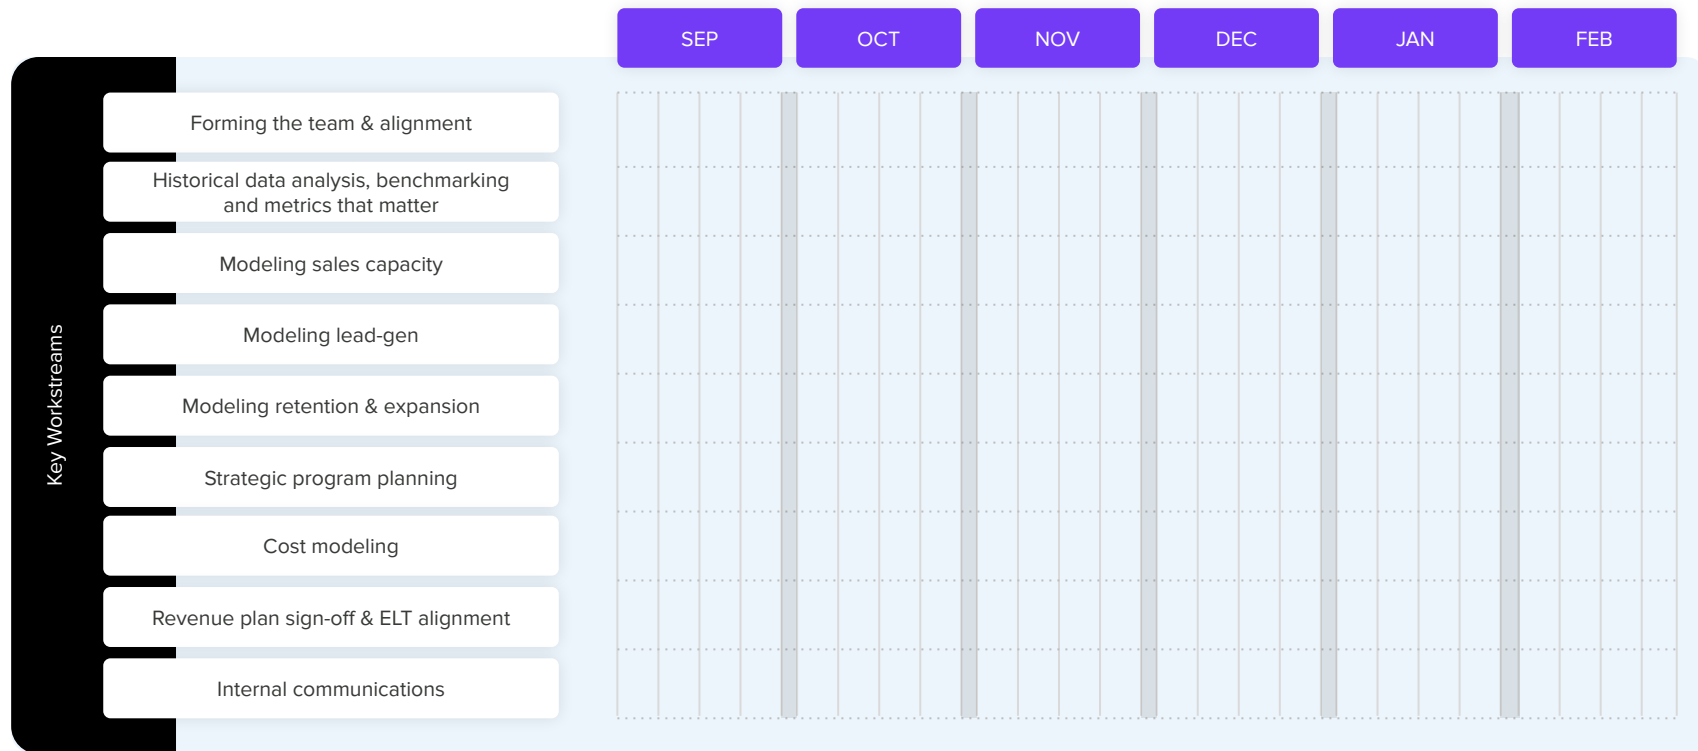 SEP
OCT
NOV
DEC
JAN
FEB
Key Workstreams
Forming the team & alignment
Historical data analysis, benchmarking
and metrics that matter
Modeling sales capacity
Modeling lead-gen
Modeling retention & expansion
Strategic program planning
Cost modeling
Revenue plan sign-off & ELT alignment
Internal communications